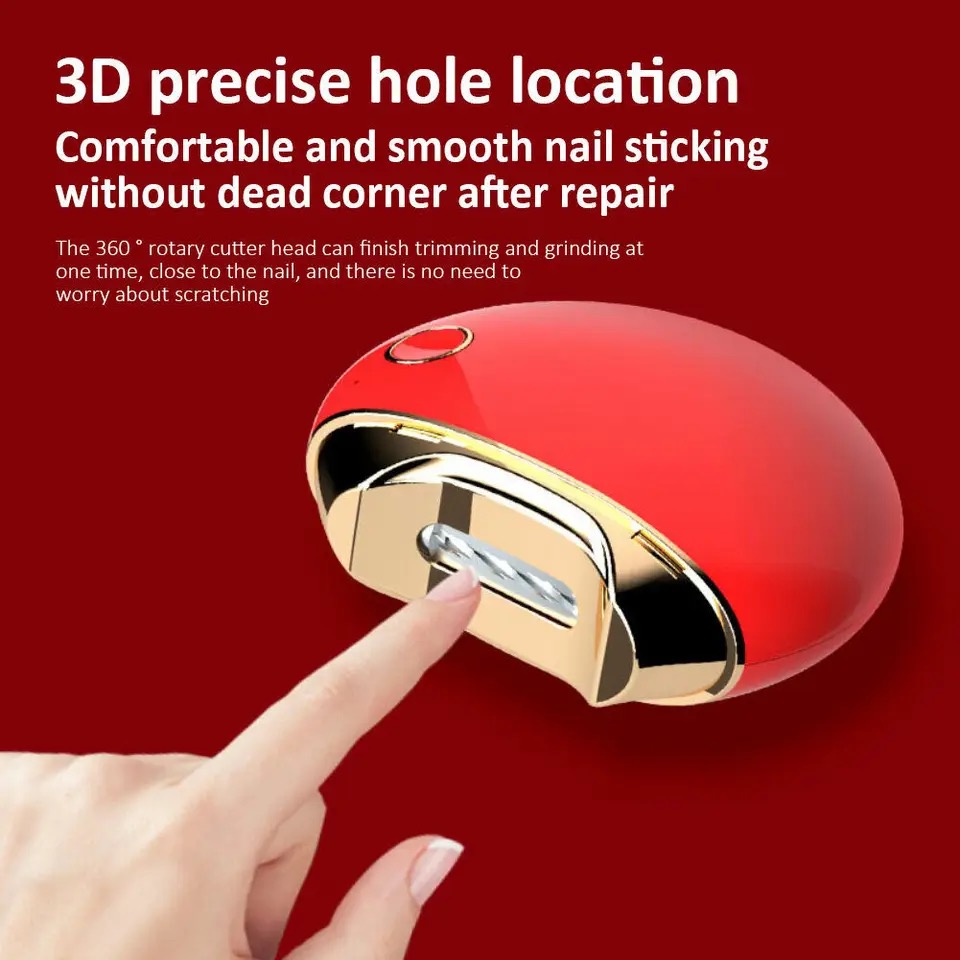 3D precise hole location
Comfortable and smooth nail sticking
without dead corner after repair
The 360 ° rotary cutter head can finish trimming and grinding at
one time, close to the nail, and there is no need to
worry about scratching